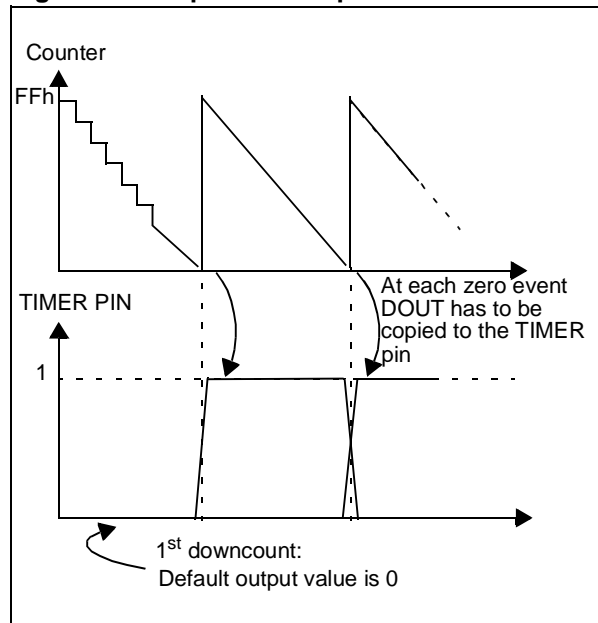 Counter
FFh
At each zero event
DOUT has to be
copied to the TIMER
pin
TIMER PIN
1
1st downcount:
Default output value is 0